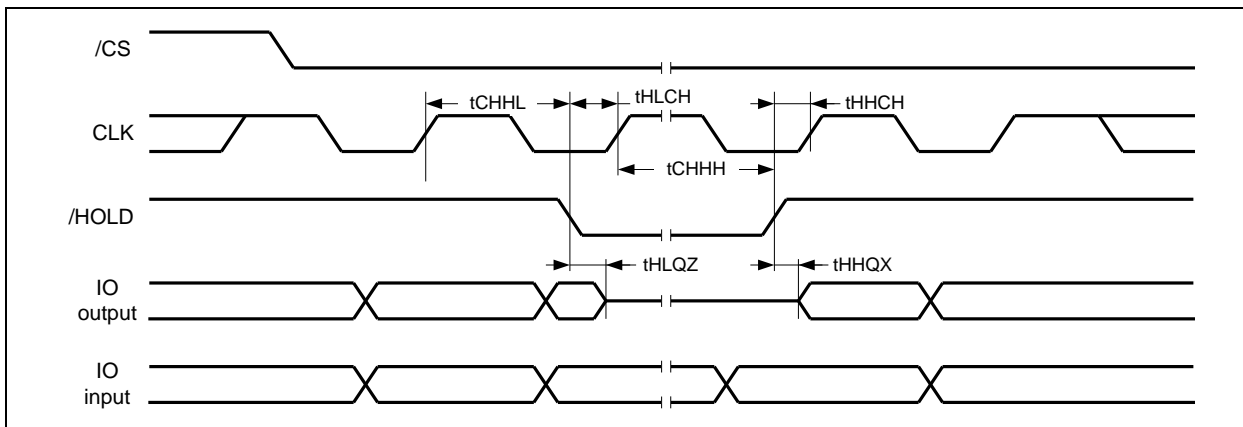 /CS
tCHHL
tHLCH
tHHCH
CLK
tCHHH
/HOLD
tHLQZ
tHHQX
IO
output
IO
input